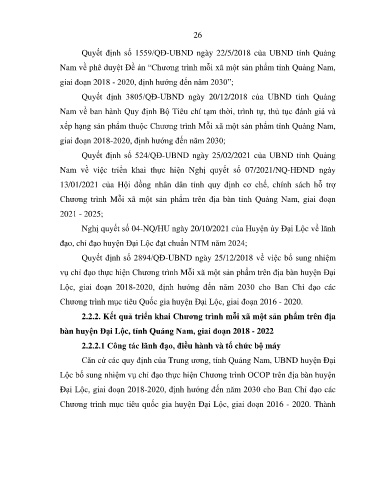 26
Quyết định số 1559/QĐ-UBND ngày 22/5/2018 của UBND tỉnh Quảng
Nam về phê duyệt Đề án “Chương trình mỗi xã một sản phẩm tỉnh Quảng Nam,
giai đoạn 2018 - 2020, định hướng đến năm 2030”;
Quyết định 3805/QĐ-UBND ngày 20/12/2018 của UBND tỉnh Quảng
Nam về ban hành Quy định Bộ Tiêu chí tạm thời, trình tự, thủ tục đánh giá và
xếp hạng sản phẩm thuộc Chương trình Mỗi xã một sản phẩm tỉnh Quảng Nam,
giai đoạn 2018-2020, định hướng đến năm 2030;
Quyết định số 524/QĐ-UBND ngày 25/02/2021 của UBND tỉnh Quảng
Nam về việc triển khai thực hiện Nghị quyết số 07/2021/NQ-HĐND ngày
13/01/2021 của Hội đồng nhân dân tỉnh quy định cơ chế, chính sách hỗ trợ
Chương trình Mỗi xã một sản phẩm trên địa bàn tỉnh Quảng Nam, giai đoạn
2021 - 2025;
Nghị quyết số 04-NQ/HU ngày 20/10/2021 của Huyện ủy Đại Lộc về lãnh
đạo, chỉ đạo huyện Đại Lộc đạt chuẩn NTM năm 2024;
Quyết định số 2894/QĐ-UBND ngày 25/12/2018 về việc bổ sung nhiệm
vụ chỉ đạo thực hiện Chương trình Mỗi xã một sản phẩm trên địa bàn huyện Đại
Lộc, giai đoạn 2018-2020, định hướng đến năm 2030 cho Ban Chỉ đạo các
Chương trình mục tiêu Quốc gia huyện Đại Lộc, giai đoạn 2016 - 2020.
2.2.2. Kết quả triển khai Chương trình mỗi xã một sản phẩm trên địa
bàn huyện Đại Lộc, tỉnh Quảng Nam, giai đoạn 2018 - 2022
2.2.2.1 Công tác lãnh đạo, điều hành và tổ chức bộ máy
Căn cứ các quy định của Trung ương, tỉnh Quảng Nam, UBND huyện Đại
Lộc bổ sung nhiệm vụ chỉ đạo thực hiện Chương trình OCOP trên địa bàn huyện
Đại Lộc, giai đoạn 2018-2020, định hướng đến năm 2030 cho Ban Chỉ đạo các
Chương trình mục tiêu quốc gia huyện Đại Lộc, giai đoạn 2016 - 2020. Thành